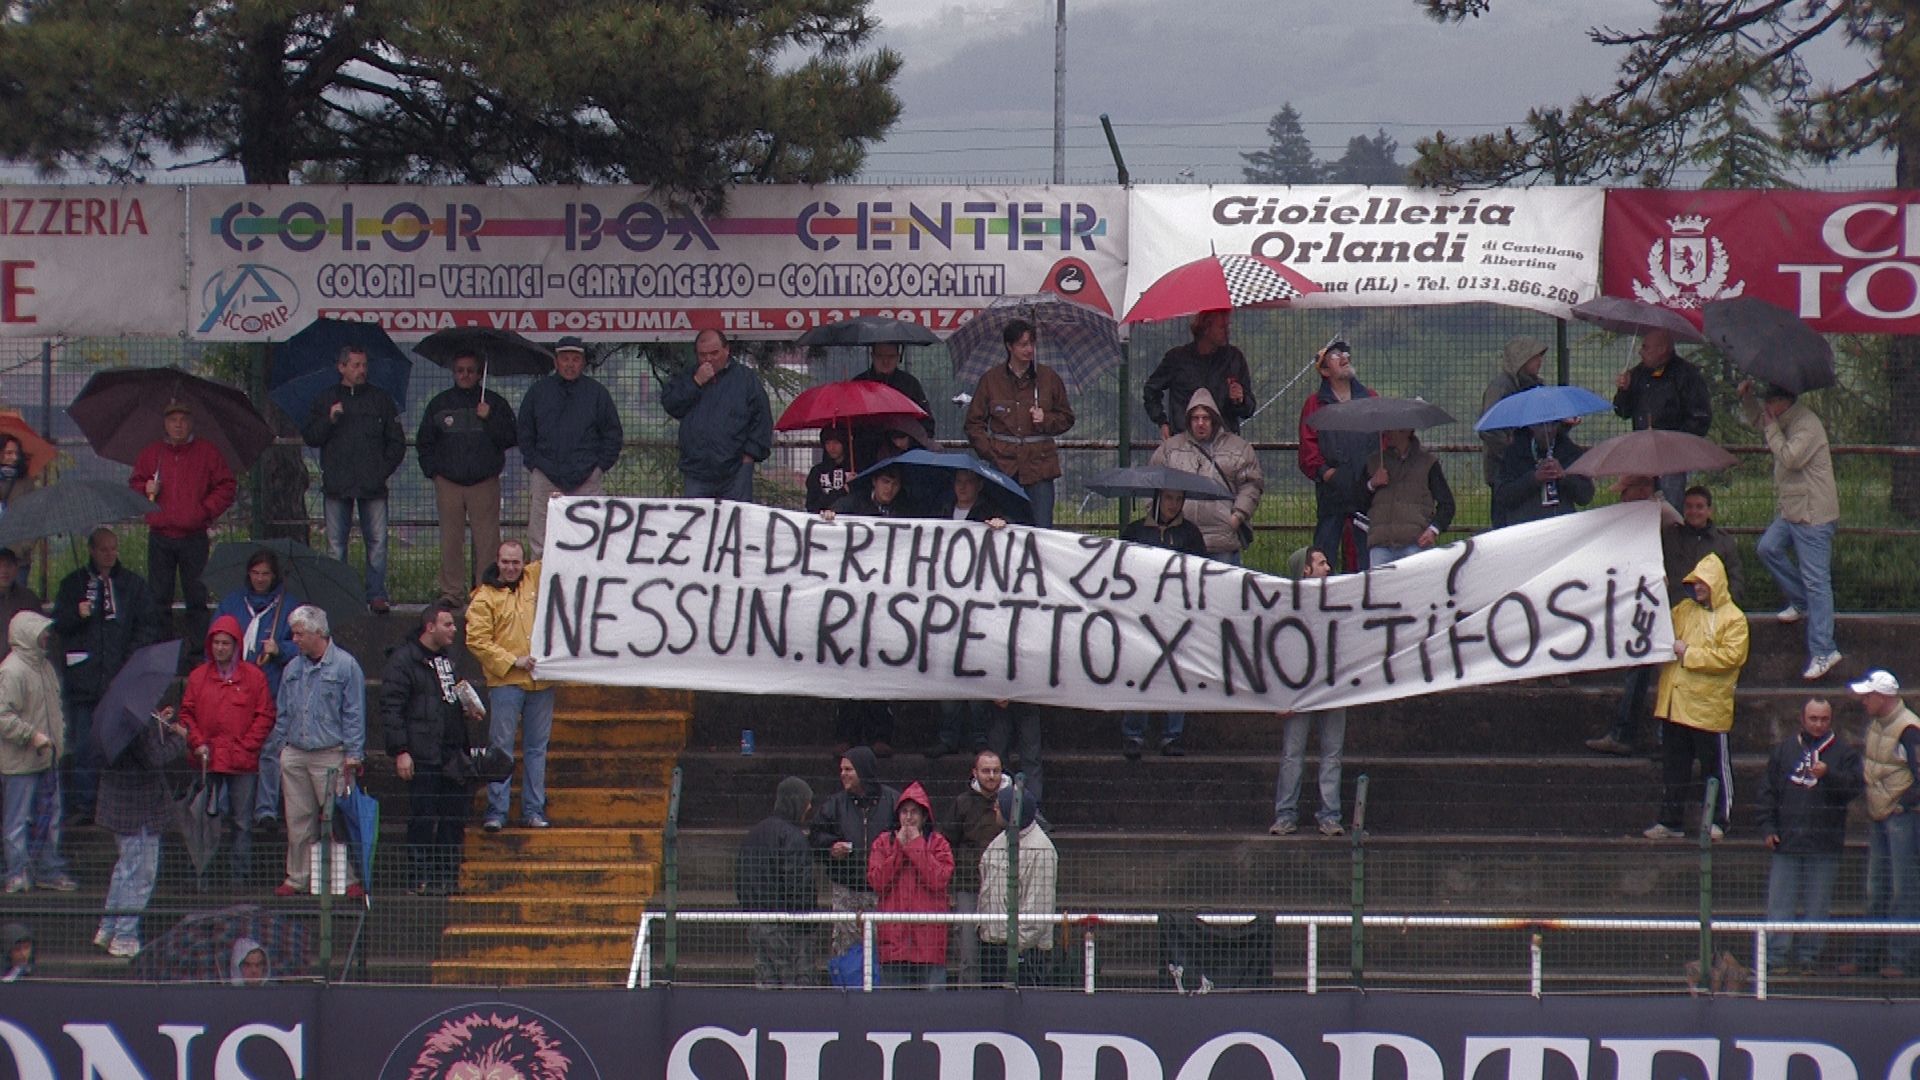 COLOR BOX CENTER
COLORI - VERNICI - CARTONGESSO - CONTROSOFFITTI
TORTONA - VIA POSTUMIA TEL. 0131
Gioielleria
Orlandi
di Castellano
Albertina
(AL) - Tel. 0131.866.269
SPEZiA-DERTHONA 25 APRILE ?
NESSUN.RISPETTO.X.NOI.TiFOSi
SUPPORTERS